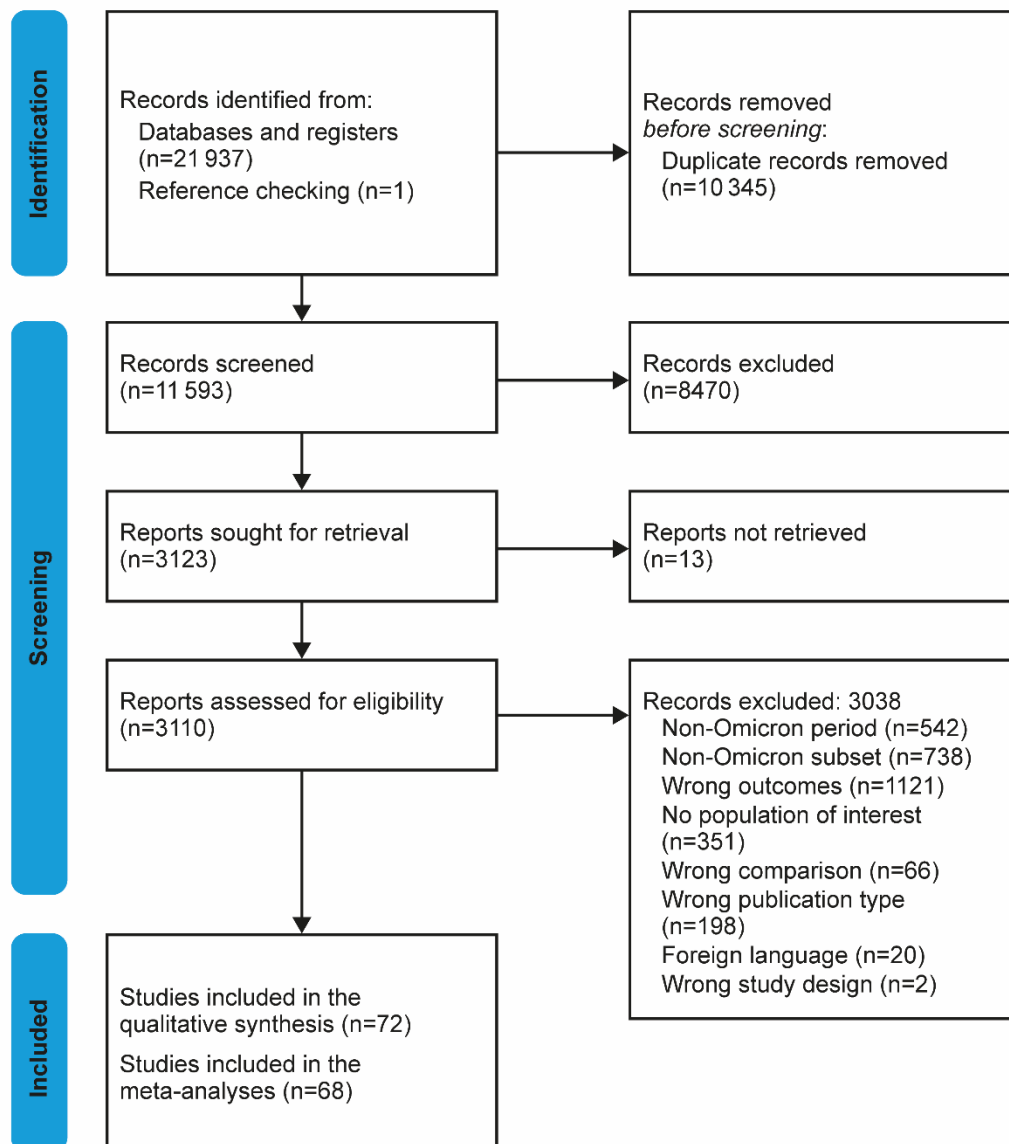 Identification
Records identified from:
Databases and registers
(n=21 937)
Reference checking (n=1)
Records removed
before screening:
Duplicate records removed
(n=10 345)
Screening
Records screened
(n=11 593)
Records excluded
(n=8470)
Reports sought for retrieval
(n=3123)
Reports not retrieved
(n=13)
Reports assessed for eligibility
(n=3110)
Records excluded: 3038
Non-Omicron period (n=542)
Non-Omicron subset (n=738)
Wrong outcomes (n=1121)
No population of interest
(n=351)
Wrong comparison (n=66)
Wrong publication type
(n=198)
Foreign language (n=20)
Wrong study design (n=2)
Included
Studies included in the
qualitative synthesis (n=72)
Studies included in the
meta-analyses (n=68)